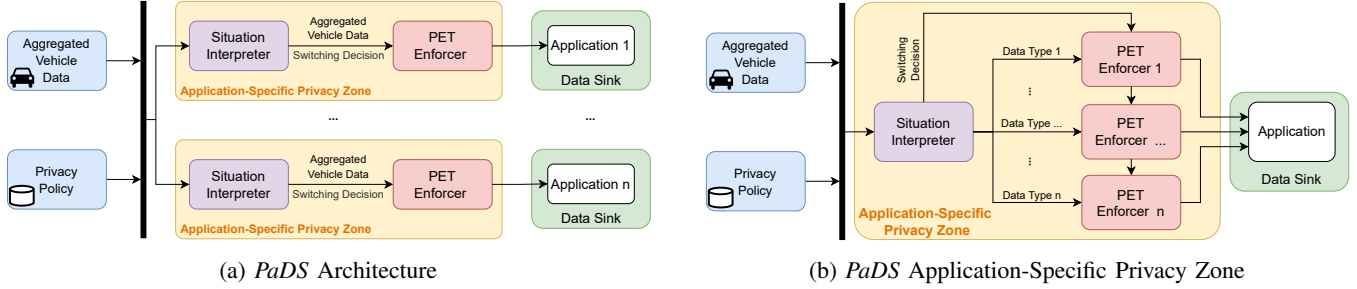 Aggregated
Vehicle
Data
Privacy
Policy
Situation
Interpreter
Aggregated
Vehicle Data
Switching Decision
PET
Enforcer
Application-Specific Privacy Zone
Application 1
Data Sink
...
...
Situation
Interpreter
Aggregated
Vehicle Data
Switching Decision
PET
Enforcer
Application-Specific Privacy Zone
Application n
Data Sink
(a) PaDS Architecture
Aggregated
Vehicle
Data
Privacy
Policy
Situation
Interpreter
Switching
Decision
Data Type 1
...
Data Type ...
...
Data Type n
PET
Enforcer 1
PET
Enforcer ...
PET
Enforcer n
Application-Specific
Privacy Zone
Application
Data Sink
(b) PaDS Application-Specific Privacy Zone